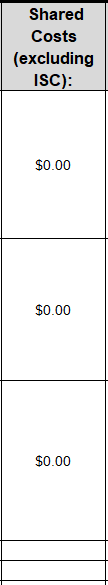 Shared
Costs
(excluding
ISC):
$0.00
$0.00
$0.00